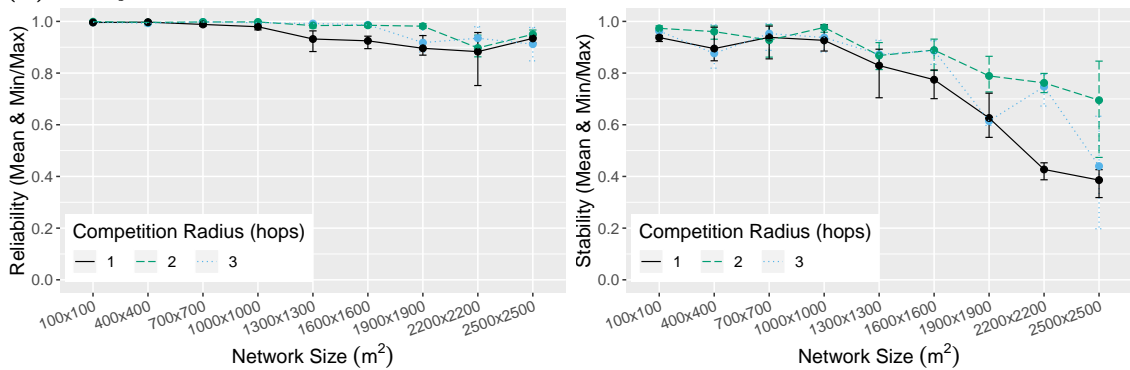 Reliability (Mean & Min/Max)
1.0
0.8
0.6
0.4
0.2
0.0
Competition Radius (hops)
1 2 3
100x100 400x400 700x700 1000x1000 1300x1300 1600x1600 1900x1900 2200x2200 2500x2500
Network Size (m²)
Stability (Mean & Min/Max)
1.0
0.8
0.6
0.4
0.2
0.0
Competition Radius (hops)
1 2 3
100x100 400x400 700x700 1000x1000 1300x1300 1600x1600 1900x1900 2200x2200 2500x2500
Network Size (m²)